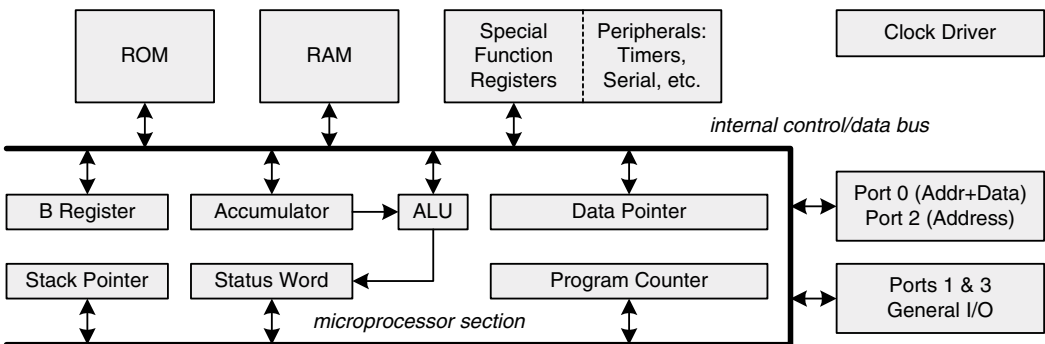 ROM
RAM
Special
Function
Registers
Peripherals:
Timers,
Serial, etc.
Clock Driver
internal control/data bus
B Register
Accumulator
ALU
Data Pointer
Port 0 (Addr+Data)
Port 2 (Address)
Stack Pointer
Status Word
Program Counter
Ports 1 & 3
General I/O
microprocessor section